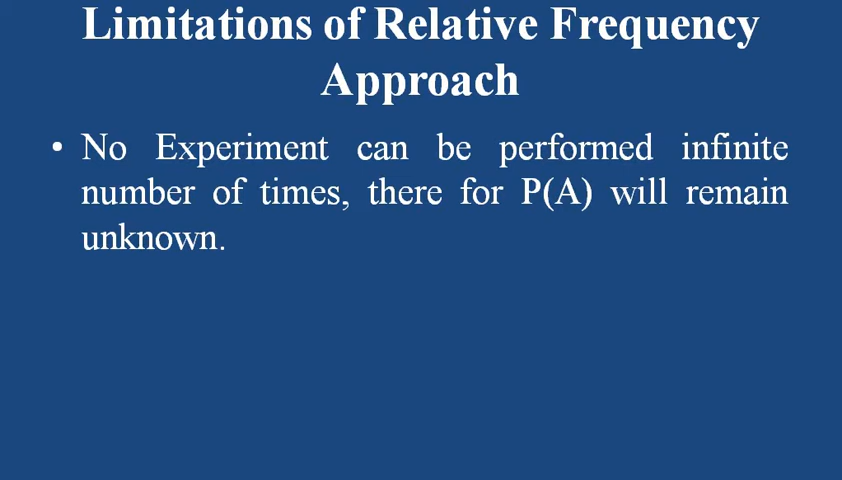 Limitations of Relative Frequency
Approach
• No Experiment can be performed infinite
number of times, there for P(A) will remain
unknown.